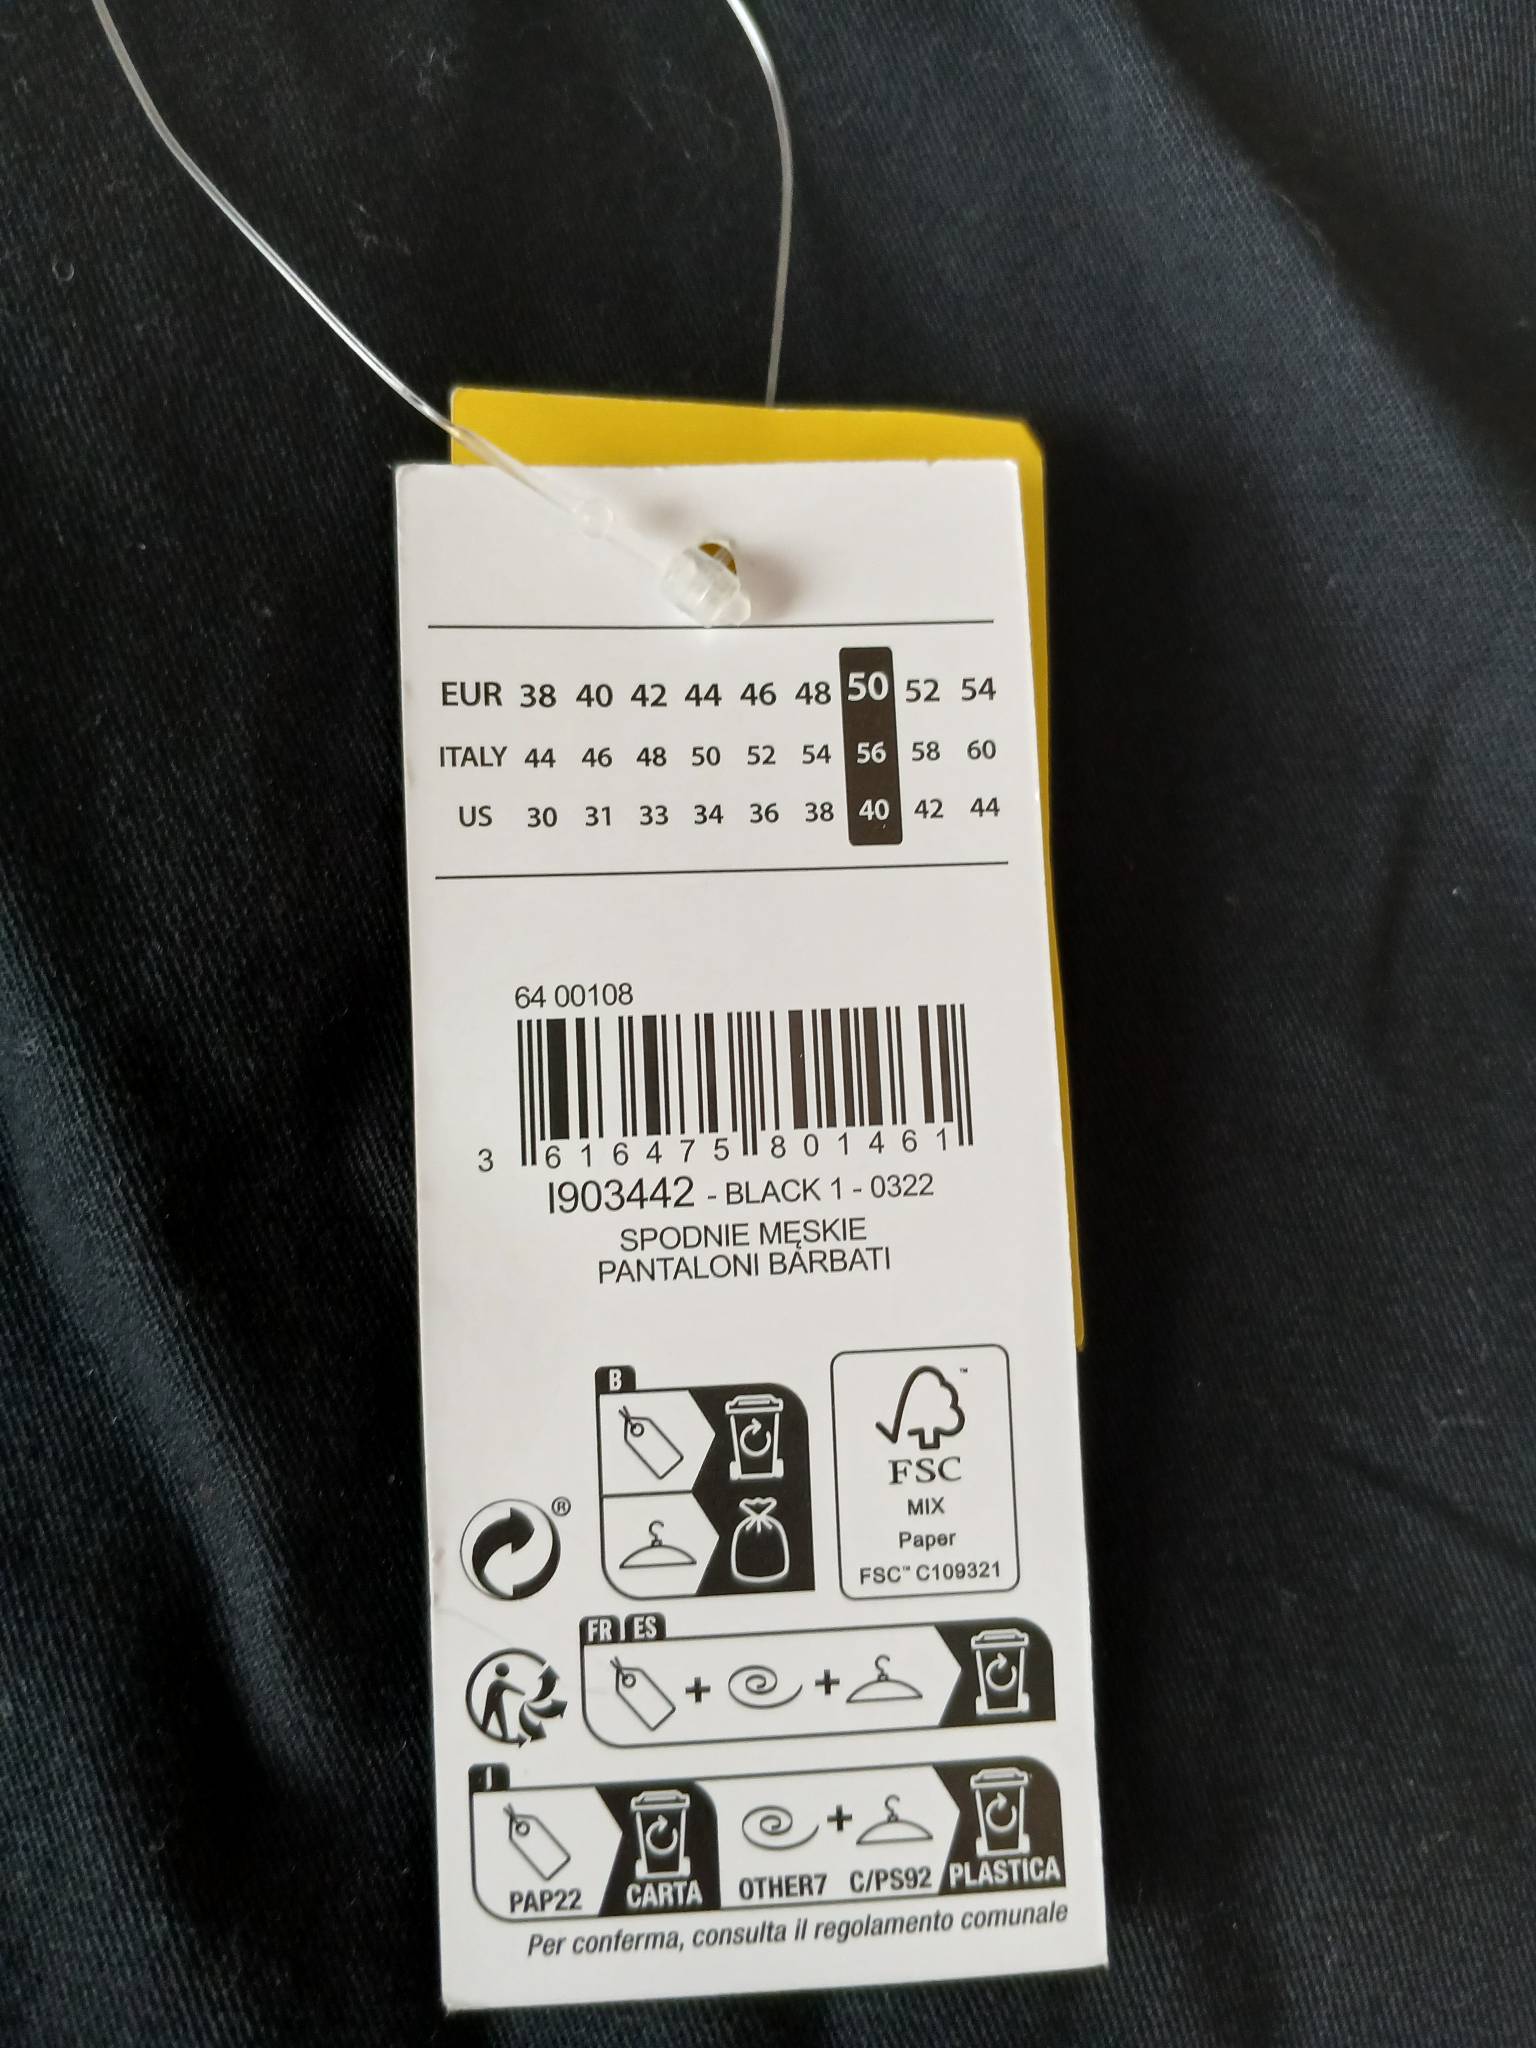 EUR 38 40 42 44 46 48 50 52 54
ITALY 44 46 48 50 52 54 56 58 60
US 30 31 33 34 36 38 40 42 44
64 00108
3 616475 801461
I903442 - BLACK 1 - 0322
SPODNIE MĘSKIE
PANTALONI BĂRBATI
B
®
™
FSC
MIX
Paper
FSC™ C109321
FR ES
I
PAP22 CARTA OTHER7 C/PS92 PLASTICA
Per conferma, consulta il regolamento comunale